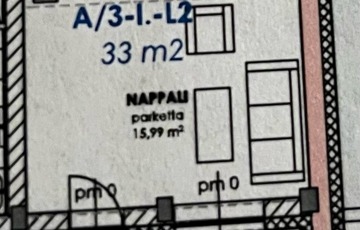 A/3-I.-L2
33 m2
NAPPALI
parketta
15,99 m²
pm 0
pm 0